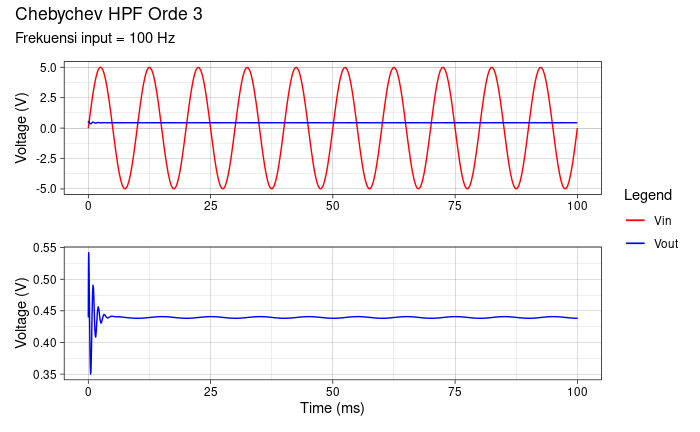 Chebychev HPF Orde 3
Frekuensi input = 100 Hz
Voltage (V)
5.0
2.5
0.0
-2.5
-5.0
0 25 50 75 100
Legend
Vin
Vout
Voltage (V)
0.55
0.50
0.45
0.40
0.35
0 25 50 75 100
Time (ms)